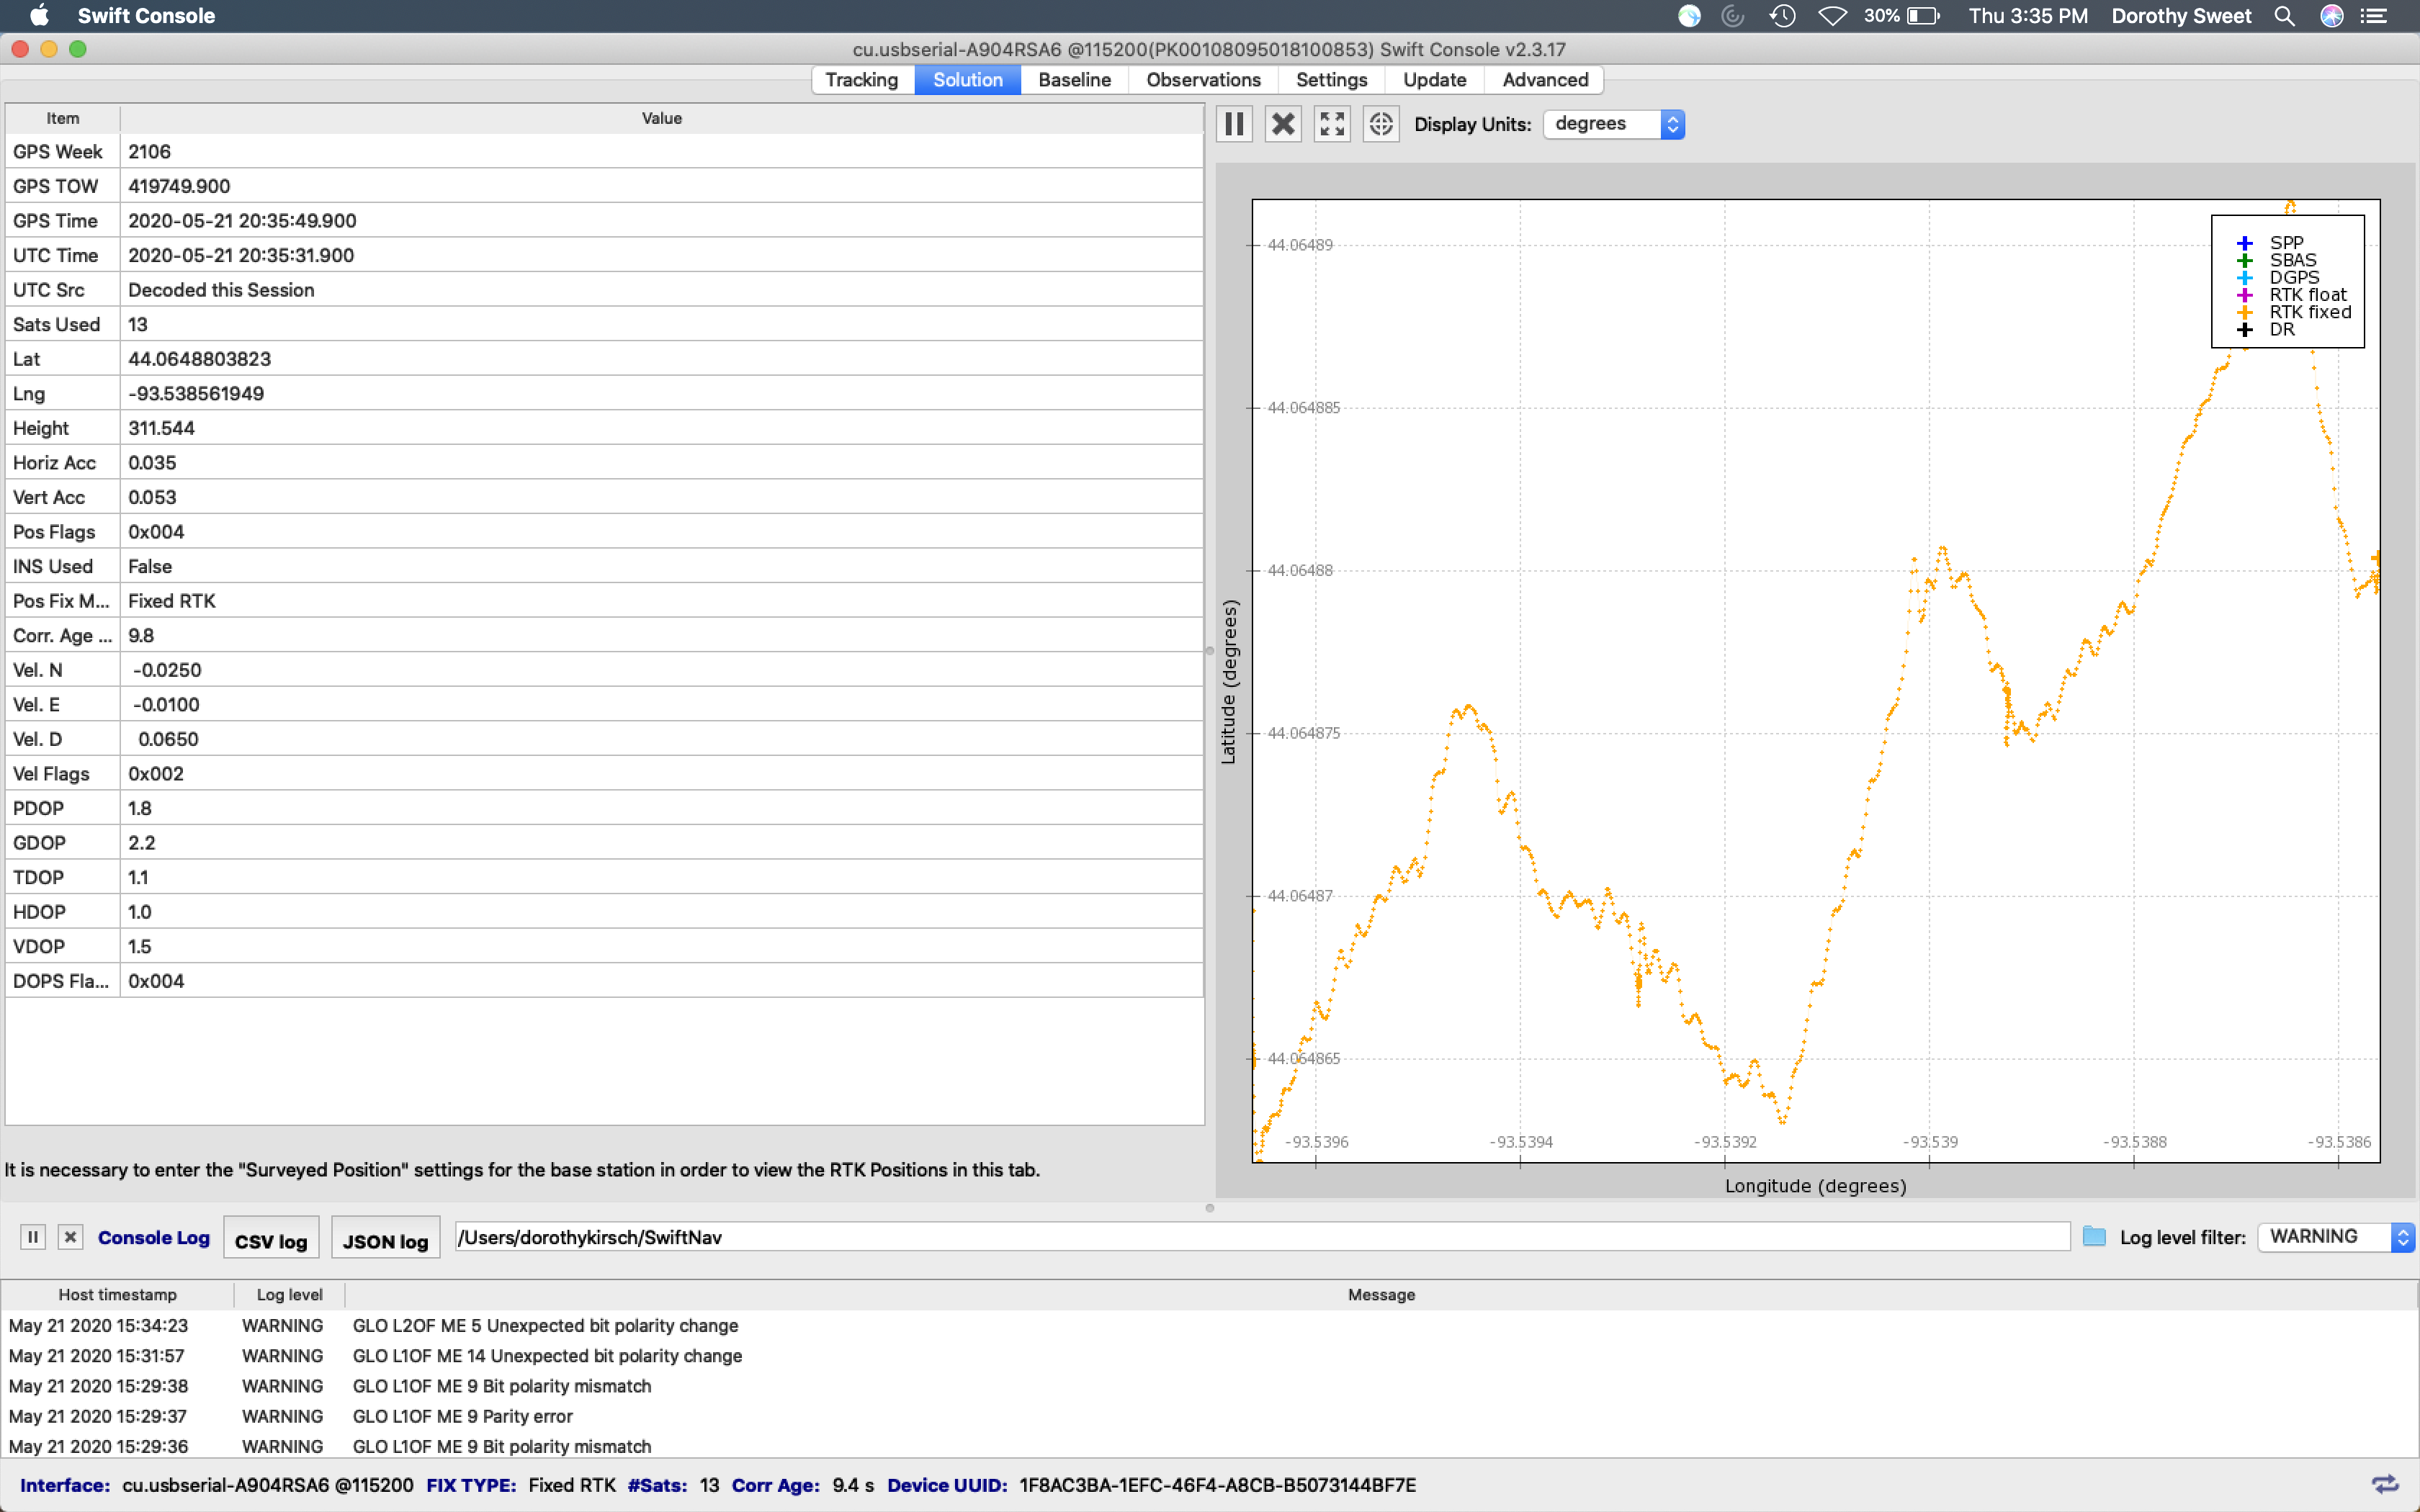 Swift Console 30% Thu 3:35 PM Dorothy Sweet
cu.usbserial-A904RSA6 @115200(PK00108095018100853) Swift Console v2.3.17
Tracking Solution Baseline Observations Settings Update Advanced
Item Value
GPS Week 2106
GPS TOW 419749.900
GPS Time 2020-05-21 20:35:49.900
UTC Time 2020-05-21 20:35:31.900
UTC Src Decoded this Session
Sats Used 13
Lat 44.0648803823
Lng -93.538561949
Height 311.544
Horiz Acc 0.035
Vert Acc 0.053
Pos Flags 0x004
INS Used False
Pos Fix M... Fixed RTK
Corr. Age ... 9.8
Vel. N -0.0250
Vel. E -0.0100
Vel. D 0.0650
Vel Flags 0x002
PDOP 1.8
GDOP 2.2
TDOP 1.1
HDOP 1.0
VDOP 1.5
DOPS Fla... 0x004
It is necessary to enter the "Surveyed Position" settings for the base station in order to view the RTK Positions in this tab.
Display Units: degrees
SPP
SBAS
DGPS
RTK float
RTK fixed
DR
44.06489
44.064885
44.06488
44.064875
44.06487
44.064865
Latitude (degrees)
-93.5396 -93.5394 -93.5392 -93.539 -93.5388 -93.5386
Longitude (degrees)
Console Log CSV log JSON log /Users/dorothykirsch/SwiftNav Log level filter: WARNING
Host timestamp Log level Message
May 21 2020 15:34:23 WARNING GLO L2OF ME 5 Unexpected bit polarity change
May 21 2020 15:31:57 WARNING GLO L1OF ME 14 Unexpected bit polarity change
May 21 2020 15:29:38 WARNING GLO L1OF ME 9 Bit polarity mismatch
May 21 2020 15:29:37 WARNING GLO L1OF ME 9 Parity error
May 21 2020 15:29:36 WARNING GLO L1OF ME 9 Bit polarity mismatch
Interface: cu.usbserial-A904RSA6 @115200 FIX TYPE: Fixed RTK #Sats: 13 Corr Age: 9.4 s Device UUID: 1F8AC3BA-1EFC-46F4-A8CB-B5073144BF7E